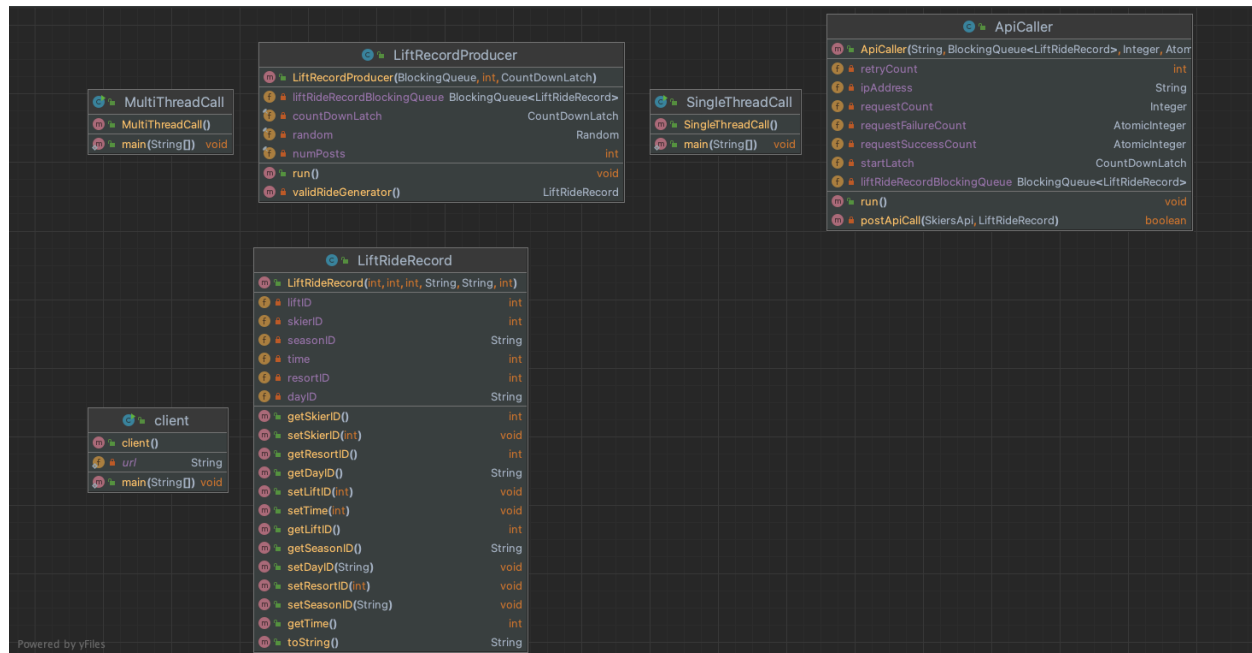 MultiThreadCall
MultiThreadCall()
main(String[]) void
LiftRecordProducer
LiftRecordProducer(BlockingQueue, int, CountDownLatch)
liftRideRecordBlockingQueue BlockingQueue<LiftRideRecord>
countDownLatch CountDownLatch
random Random
numPosts int
run() void
validRideGenerator() LiftRideRecord
SingleThreadCall
SingleThreadCall()
main(String[]) void
ApiCaller
ApiCaller(String, BlockingQueue<LiftRideRecord>, Integer, Atom
retryCount int
ipAddress String
requestCount Integer
requestFailureCount AtomicInteger
requestSuccessCount AtomicInteger
startLatch CountDownLatch
liftRideRecordBlockingQueue BlockingQueue<LiftRideRecord>
run() void
postApiCall(SkiersApi, LiftRideRecord) boolean
LiftRideRecord
LiftRideRecord(int, int, int, String, String, int)
liftID int
skierID int
seasonID String
time int
resortID int
dayID String
getSkierID() int
setSkierID(int) void
getResortID() int
getDayID() String
setLiftID(int) void
setTime(int) void
getLiftID() int
getSeasonID() String
setDayID(String) void
setResortID(int) void
setSeasonID(String) void
getTime() int
toString() String
client
client()
url String
main(String[]) void
Powered by yFiles